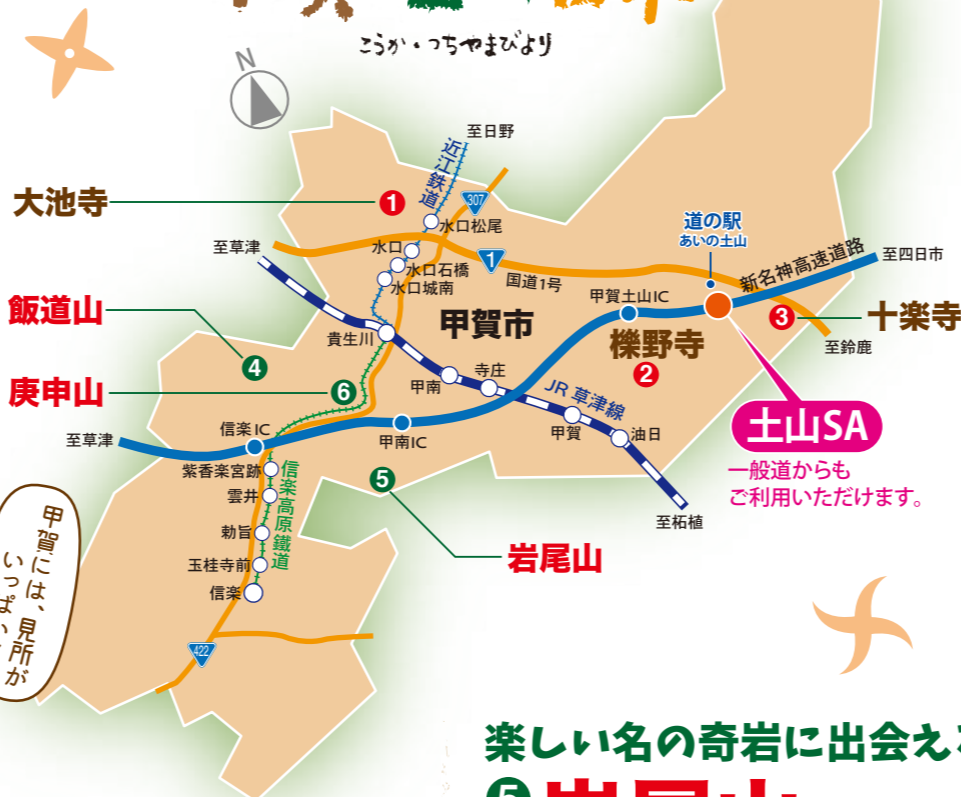 こうか・つちやまびより
N
至日野
近江鉄道
大池寺
1
307
水口松尾
道の駅
あいの土山
至草津
水口
1
新名神高速道路
至四日市
水口石橋
国道1号
水口城南
甲賀土山IC
飯道山
貴生川
甲賀市
櫟野寺
2
3
十楽寺
至鈴鹿
4
寺庄
甲南
JR草津線
庚申山
6
土山SA
信楽IC
甲南IC
甲賀
油日
至草津
一般道からも
ご利用いただけます。
紫香楽宮跡
信楽高原鐵道
5
雲井
至柘植
甲賀には、見所が
勅旨
岩尾山
玉桂寺前
信楽
422
楽しい名の奇岩に出会え
5